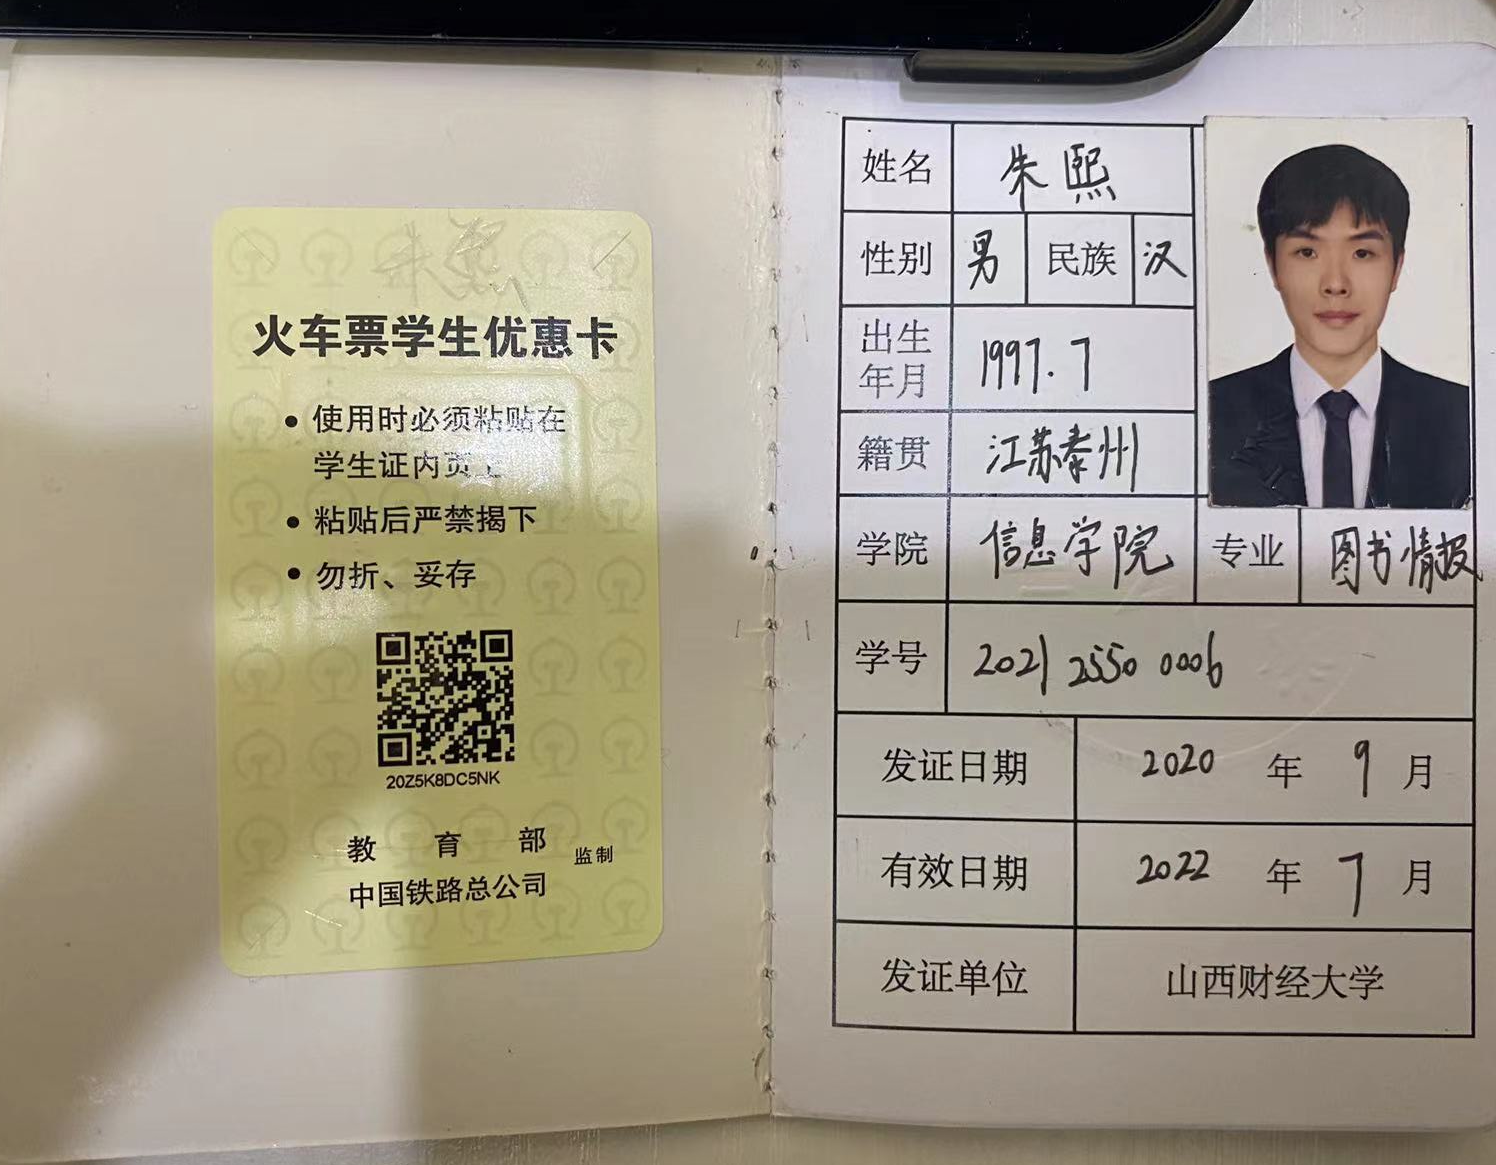 朱熙
火车票学生优惠卡
• 使用时必须粘贴在
学生证内页上
• 粘贴后严禁揭下
• 勿折、妥存
20Z5K8DC5NK
教 育 部
中国铁路总公司
监制
姓名 朱熙
性别 男 民族 汉
出生
年月
1997.7
籍贯 江苏泰州
学院 信息学院 专业 图书情报
学号 2021 2550 0006
发证日期 2020 年 9 月
有效日期 2022 年 7 月
发证单位 山西财经大学